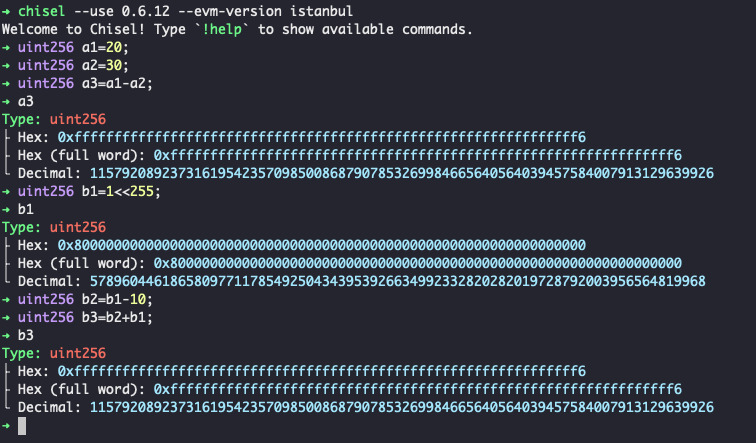 ➜ chisel --use 0.6.12 --evm-version istanbul
Welcome to Chisel! Type `!help` to show available commands.
➜ uint256 a1=20;
➜ uint256 a2=30;
➜ uint256 a3=a1-a2;
➜ a3
Type: uint256
├ Hex: 0xfffffffffffffffffffffffffffffffffffffffffffffffffffffffffffffff6
├ Hex (full word): 0xfffffffffffffffffffffffffffffffffffffffffffffffffffffffffffffff6
└ Decimal: 115792089237316195423570985008687907853269984665640564039457584007913129639926
➜ uint256 b1=1<<255;
➜ b1
Type: uint256
├ Hex: 0x8000000000000000000000000000000000000000000000000000000000000000
├ Hex (full word): 0x8000000000000000000000000000000000000000000000000000000000000000
└ Decimal: 57896044618658097711785492504343953926634992332820282019728792003956564819968
➜ uint256 b2=b1-10;
➜ uint256 b3=b2+b1;
➜ b3
Type: uint256
├ Hex: 0xfffffffffffffffffffffffffffffffffffffffffffffffffffffffffffffff6
├ Hex (full word): 0xfffffffffffffffffffffffffffffffffffffffffffffffffffffffffffffff6
└ Decimal: 115792089237316195423570985008687907853269984665640564039457584007913129639926
➜